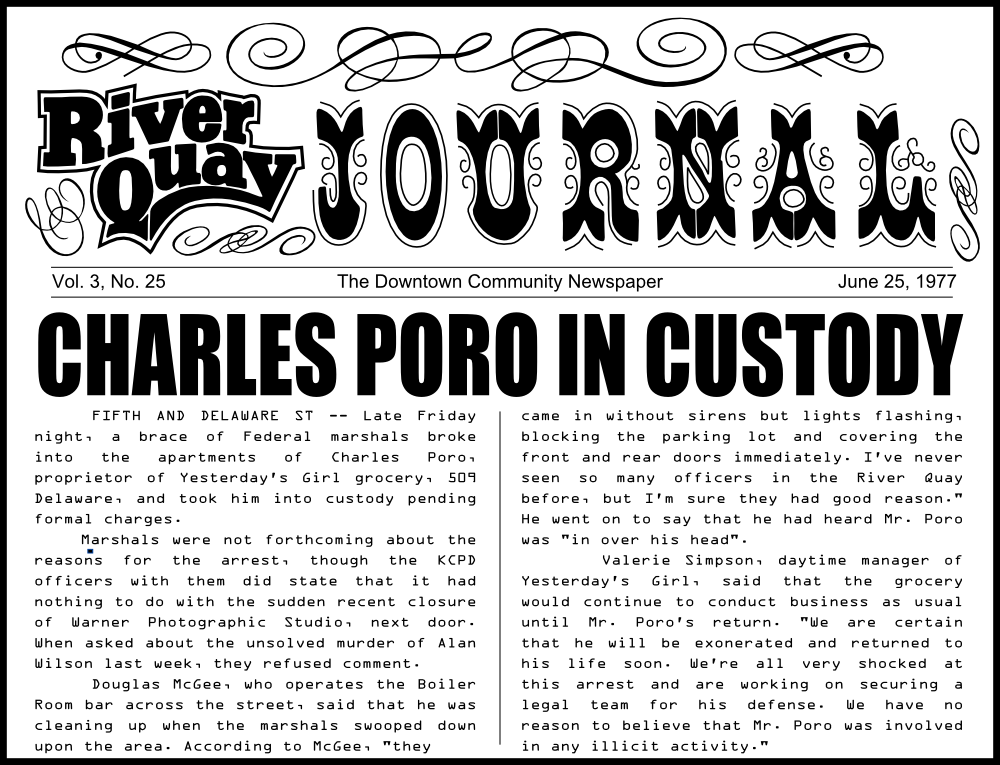 River
Quay
JOURNAL
Vol. 3, No. 25 The Downtown Community Newspaper June 25, 1977
CHARLES PORO IN CUSTODY
FIFTH AND DELAWARE ST -- Late Friday
night, a brace of Federal marshals broke
into the apartments of Charles Poro,
proprietor of Yesterday's Girl grocery, 509
Delaware, and took him into custody pending
formal charges.
Marshals were not forthcoming about the
reasons for the arrest, though the KCPD
officers with them did state that it had
nothing to do with the sudden recent closure
of Warner Photographic Studio, next door.
When asked about the unsolved murder of Alan
Wilson last week, they refused comment.
Douglas McGee, who operates the Boiler
Room bar across the street, said that he was
cleaning up when the marshals swooped down
upon the area. According to McGee, "they
came in without sirens but lights flashing,
blocking the parking lot and covering the
front and rear doors immediately. I've never
seen so many officers in the River Quay
before, but I'm sure they had good reason."
He went on to say that he had heard Mr. Poro
was "in over his head".
Valerie Simpson, daytime manager of
Yesterday's Girl, said that the grocery
would continue to conduct business as usual
until Mr. Poro's return. "We are certain
that he will be exonerated and returned to
his life soon. We're all very shocked at
this arrest and are working on securing a
legal team for his defense. We have no
reason to believe that Mr. Poro was involved
in any illicit activity."